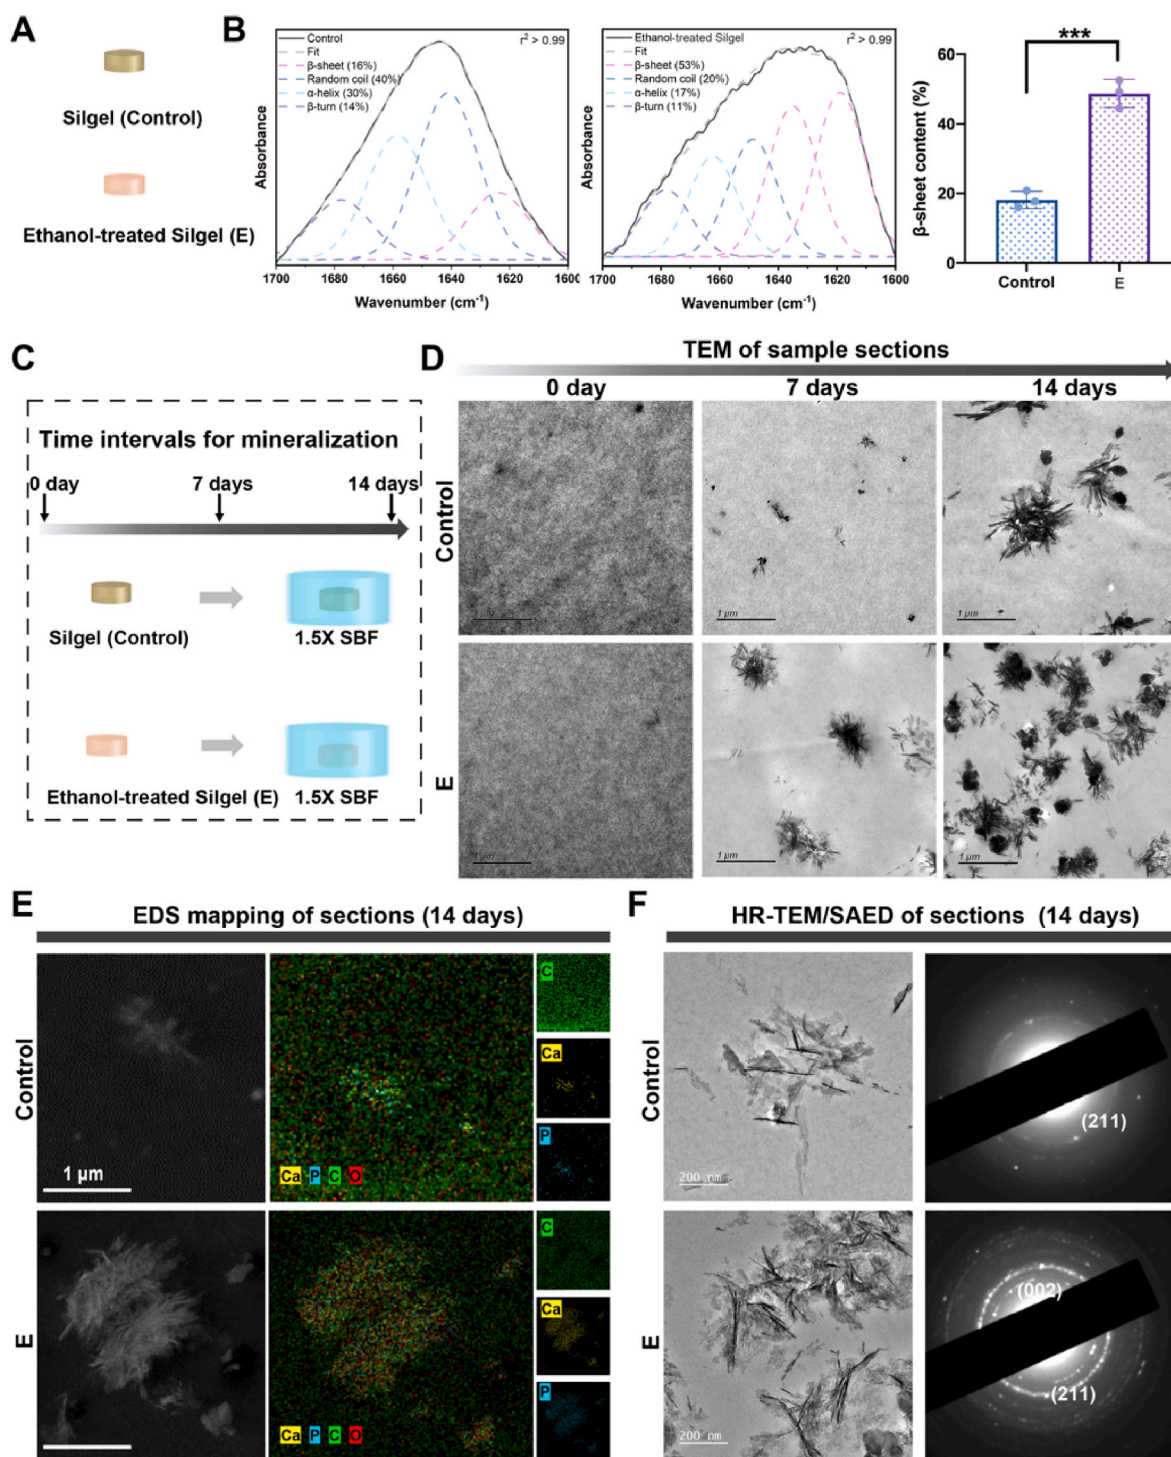 A
Silgel (Control)
Ethanol-treated Silgel (E)
B
Control
Fit
β-sheet (16%)
Random coil (40%)
α-helix (30%)
β-turn (14%)
r² > 0.99
Absorbance
1700 1680 1660 1640 1620 1600
Wavenumber (cm⁻¹)
Ethanol-treated Silgel
Fit
β-sheet (53%)
Random coil (20%)
α-helix (17%)
β-turn (11%)
r² > 0.99
Absorbance
1700 1680 1660 1640 1620 1600
Wavenumber (cm⁻¹)
***
β-sheet content (%)
60
40
20
0
Control E
C
Time intervals for mineralization
0 day 7 days 14 days
Silgel (Control) 1.5X SBF
Ethanol-treated Silgel (E) 1.5X SBF
D
TEM of sample sections
0 day 7 days 14 days
Control
1 µm 1 µm 1 µm
E
1 µm 1 µm 1 µm
E
EDS mapping of sections (14 days)
Control
1 µm
Ca P C O
C
Ca
P
E
Ca P C O
C
Ca
P
F
HR-TEM/SAED of sections (14 days)
Control
200 nm
(211)
E
200 nm
(002)
(211)